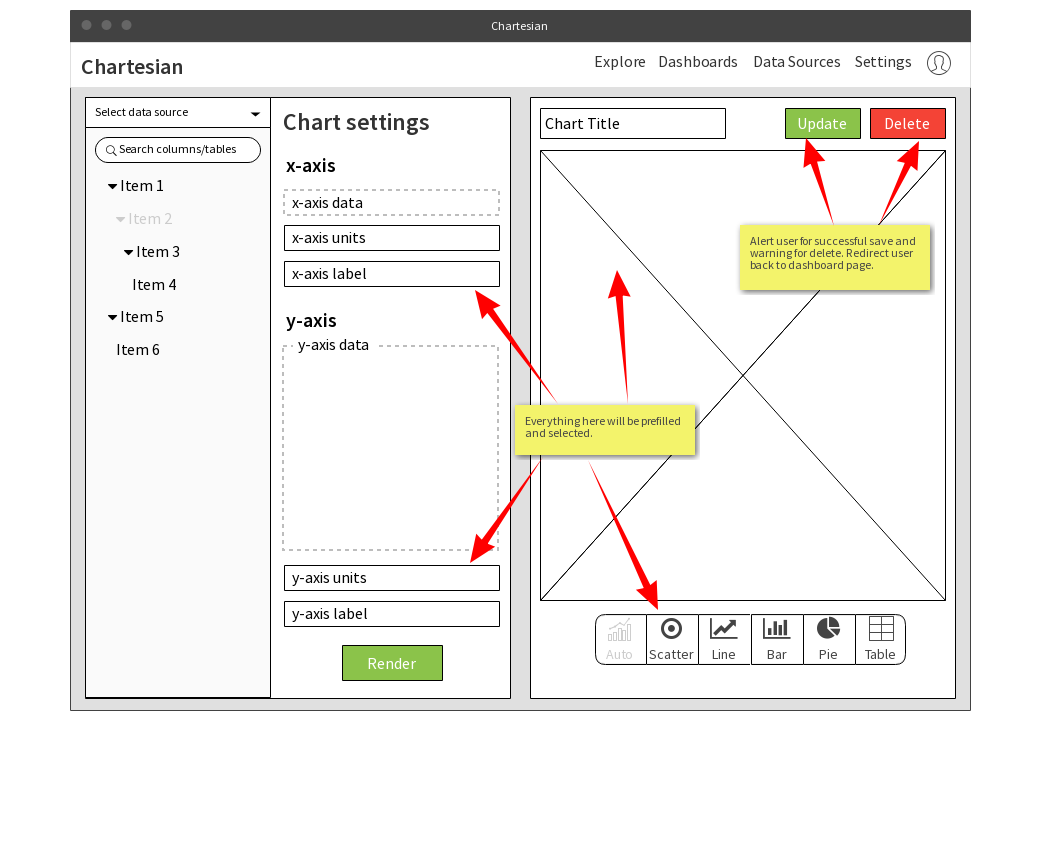 Chartesian
Chartesian
Explore Dashboards Data Sources Settings
Select data source
Search columns/tables
Item 1
Item 2
Item 3
Item 4
Item 5
Item 6
Chart settings
x-axis
x-axis data
x-axis units
x-axis label
y-axis
y-axis data
y-axis units
y-axis label
Render
Chart Title
Update
Delete
Alert user for successful save and
warning for delete. Redirect user
back to dashboard page.
Everything here will be prefilled
and selected.
Auto Scatter Line Bar Pie Table